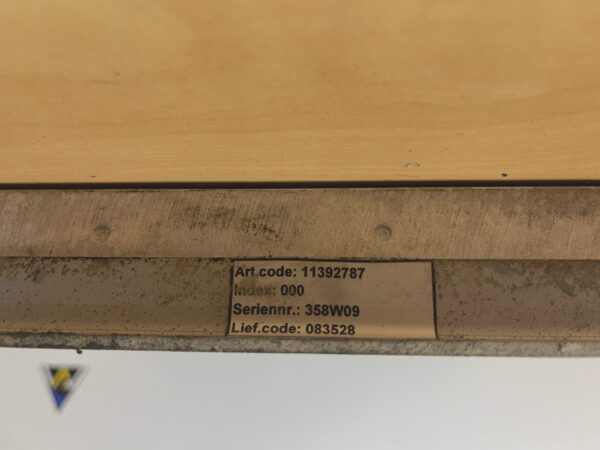 Art.code: 11392787
Index: 000
Seriennr.: 358W09
Lief.code: 083528